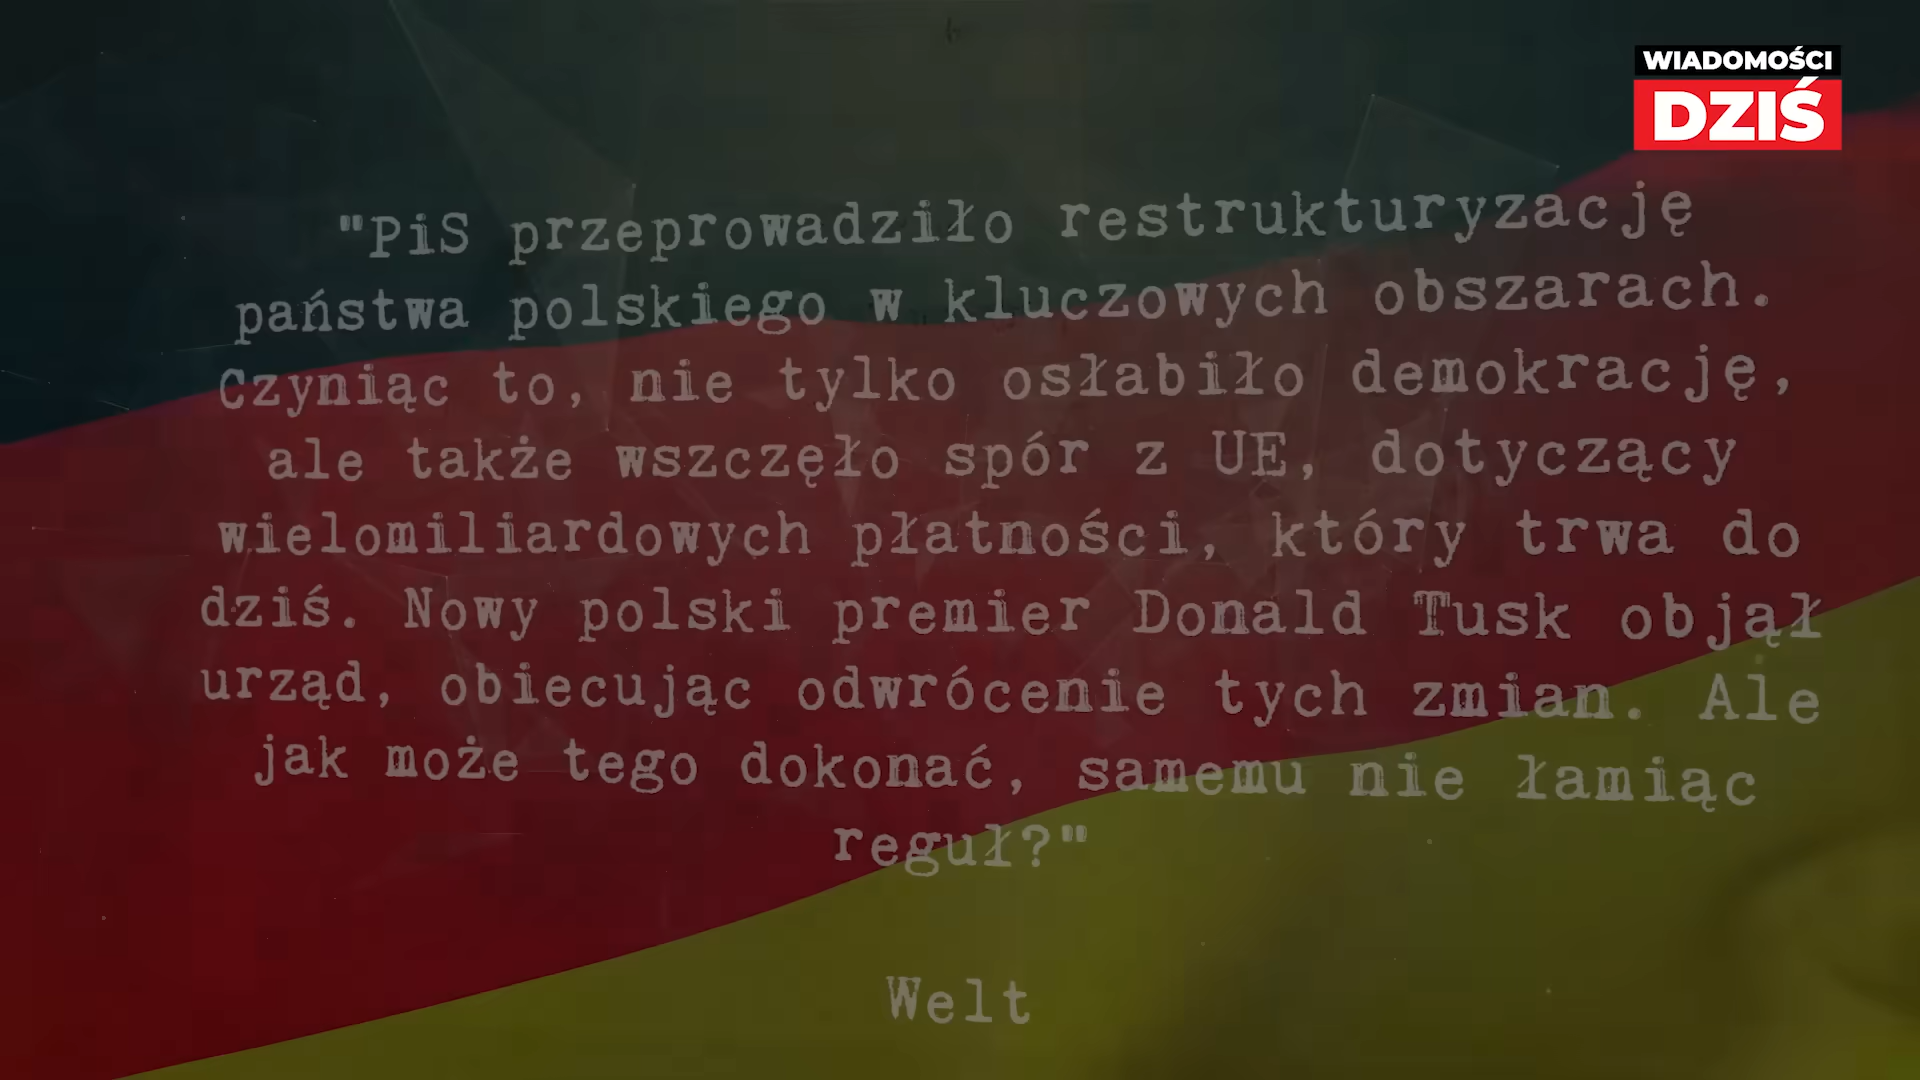 WIADOMOŚCI
DZIŚ
"PiS przeprowadziło restrukturyzację
państwa polskiego w kluczowych obszarach.
Czyniąc to, nie tylko osłabiło demokrację,
ale także wszczęło spór z UE, dotyczący
wielomiliardowych płatności, który trwa do
dziś. Nowy polski premier Donald Tusk objął
urząd, obiecując odwrócenie tych zmian. Ale
jak może tego dokonać, samemu nie łamiąc
reguł?"
Welt